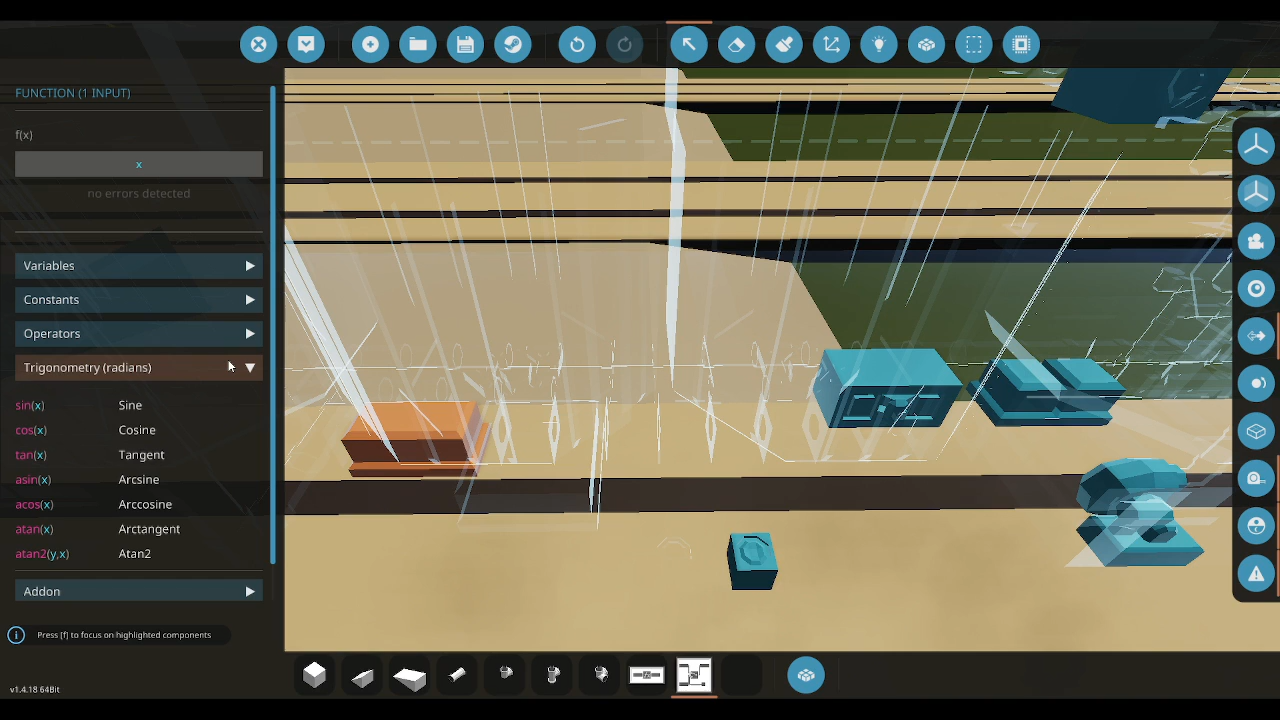 FUNCTION (1 INPUT)
f(x)
x
no errors detected
Variables
Constants
Operators
Trigonometry (radians)
sin(x) Sine
cos(x) Cosine
tan(x) Tangent
asin(x) Arcsine
acos(x) Arccosine
atan(x) Arctangent
atan2(y,x) Atan2
Addon
Press [f] to focus on highlighted components
v1.4.18 64Bit